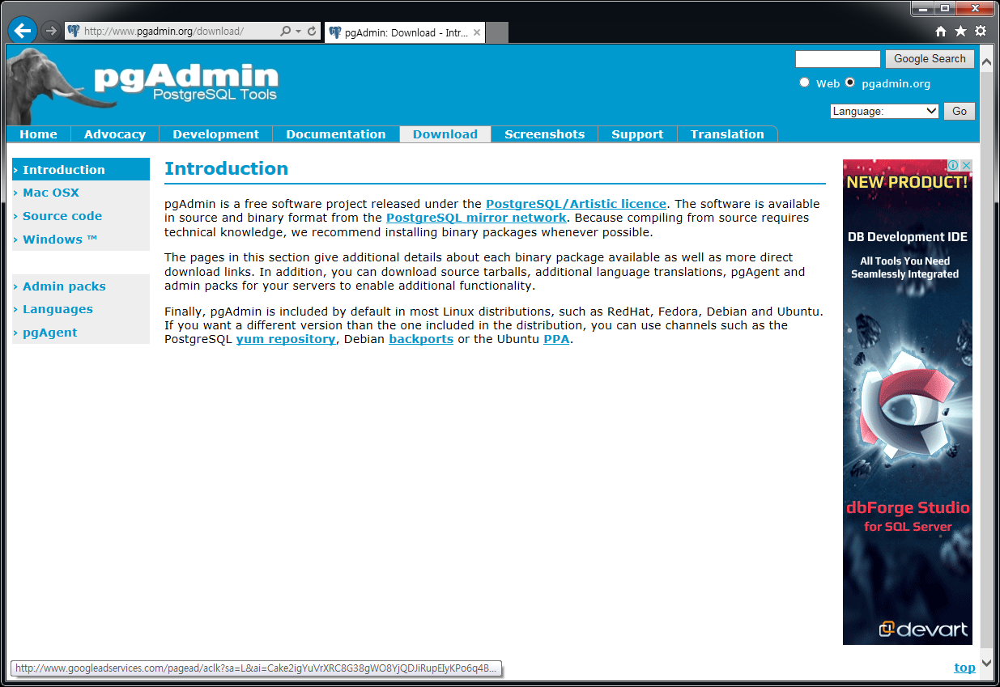 http://www.pgadmin.org/download/
pgAdmin: Download - Intr...
pgAdmin
PostgreSQL Tools
Google Search
Web
pgadmin.org
Language:
Go
Home
Advocacy
Development
Documentation
Download
Screenshots
Support
Translation
› Introduction
› Mac OSX
› Source code
› Windows ™
› Admin packs
› Languages
› pgAgent
Introduction
pgAdmin is a free software project released under the PostgreSQL/Artistic licence. The software is available
in source and binary format from the PostgreSQL mirror network. Because compiling from source requires
technical knowledge, we recommend installing binary packages whenever possible.
The pages in this section give additional details about each binary package available as well as more direct
download links. In addition, you can download source tarballs, additional language translations, pgAgent and
admin packs for your servers to enable additional functionality.
Finally, pgAdmin is included by default in most Linux distributions, such as RedHat, Fedora, Debian and Ubuntu.
If you want a different version than the one included in the distribution, you can use channels such as the
PostgreSQL yum repository, Debian backports or the Ubuntu PPA.
NEW PRODUCT!
DB Development IDE
All Tools You Need
Seamlessly Integrated
dbForge Studio
for SQL Server
devart
top
http://www.googleadservices.com/pagead/aclk?sa=L&ai=Cake2igYuVrXRC8G38gWO8YjQDJiRupEIyKPo6q4B...